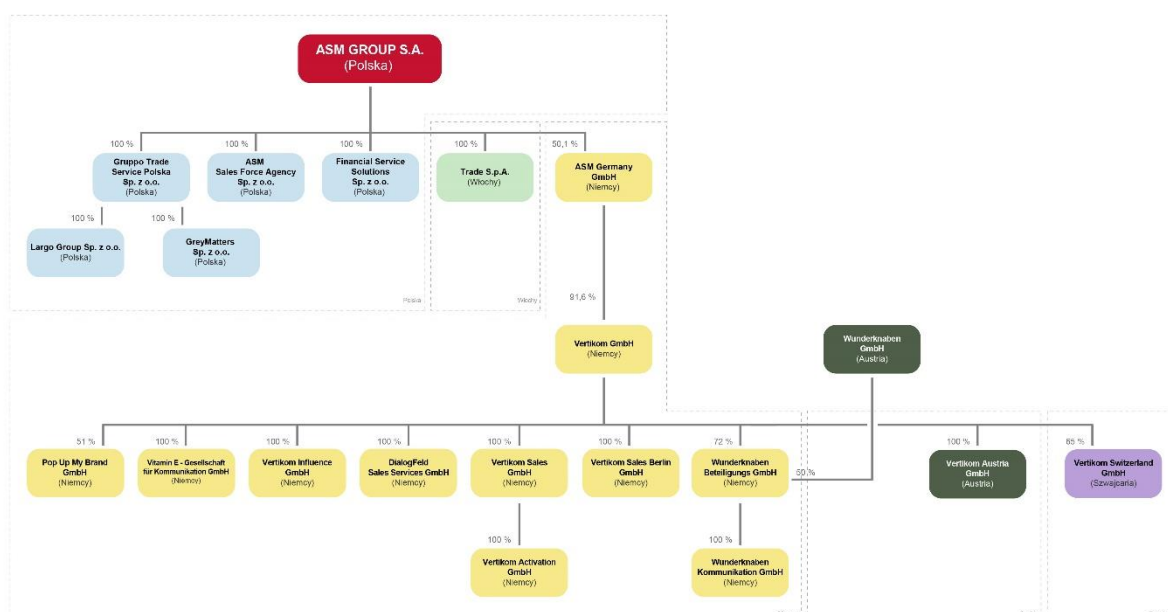 ASM GROUP S.A.
(Polska)
100 %
100 %
100 %
100 %
50,1 %
Gruppo Trade
Service Polska
Sp. z o.o.
(Polska)
ASM
Sales Force Agency
Sp. z o.o.
(Polska)
Financial Service
Solutions
Sp. z o.o.
(Polska)
Trade S.p.A.
(Włochy)
ASM Germany
GmbH
(Niemcy)
100 %
100 %
Largo Group Sp. z o.o.
(Polska)
GreyMatters
Sp. z o.o.
(Polska)
Polska
Włochy
91,6 %
Vertikom GmbH
(Niemcy)
Wunderknaben
GmbH
(Austria)
51 %
100 %
100 %
100 %
100 %
100 %
72 %
100 %
65 %
Pop Up My Brand
GmbH
(Niemcy)
Vitamin E - Gesellschaft
für Kommunikation GmbH
(Niemcy)
Vertikom Influence
GmbH
(Niemcy)
DialogFeld
Sales Services GmbH
(Niemcy)
Vertikom Sales
GmbH
(Niemcy)
Vertikom Sales Berlin
GmbH
(Niemcy)
Wunderknaben
Beteiligungs GmbH
(Niemcy)
50 %
Vertikom Austria
GmbH
(Austria)
Vertikom Switzerland
GmbH
(Szwajcaria)
100 %
100 %
Vertikom Activation
GmbH
(Niemcy)
Wunderknaben
Kommunikation GmbH
(Niemcy)